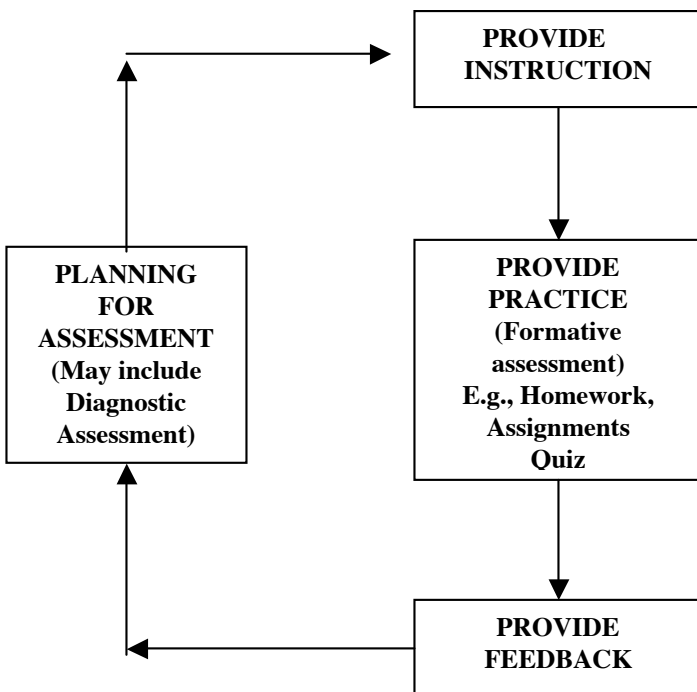 PROVIDE
INSTRUCTION
PLANNING
FOR
ASSESSMENT
(May include
Diagnostic
Assessment)
PROVIDE
PRACTICE
(Formative
assessment)
E.g., Homework,
Assignments
Quiz
PROVIDE
FEEDBACK